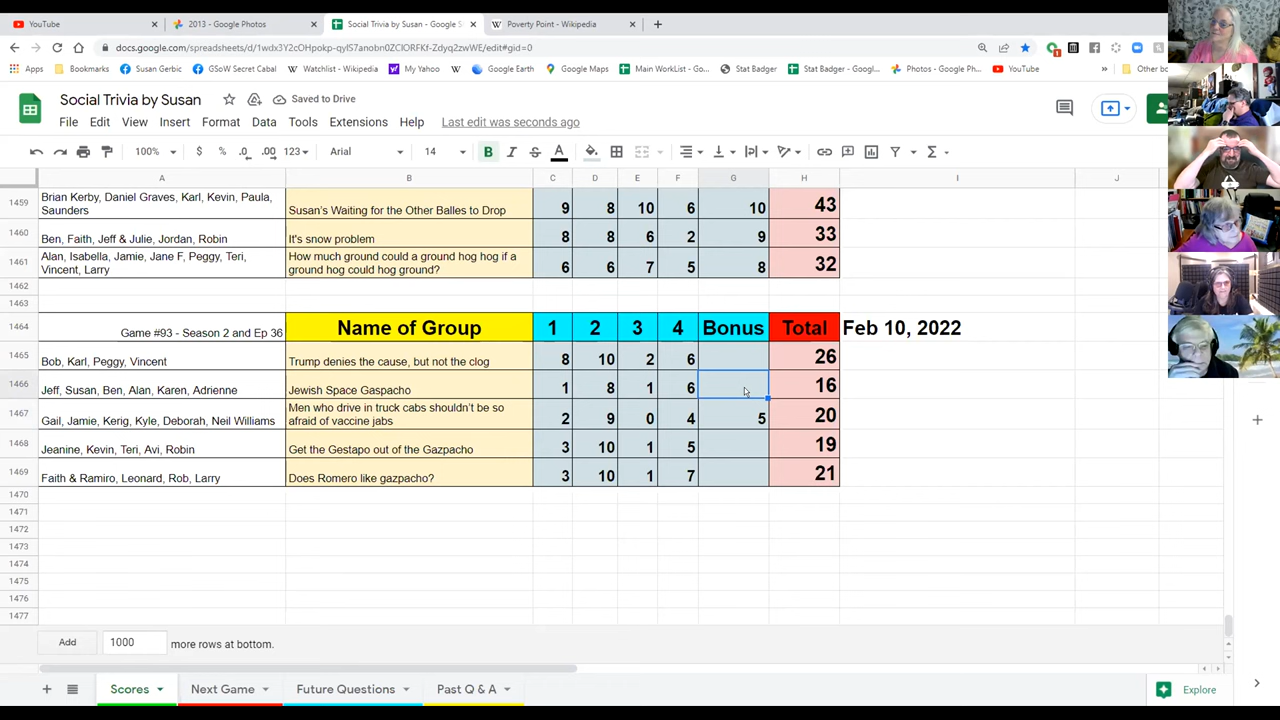 YouTube
2013 - Google Photos
Social Trivia by Susan - Google S
Poverty Point - Wikipedia
docs.google.com/spreadsheets/d/1wdx3Y2cOHpokp-qyIS7anobn0ZCIORFKf-Zdyq2zwWE/edit#gid=0
Apps Bookmarks Susan Gerbic GSoW Secret Cabal Watchlist - Wikipedia My Yahoo Google Earth Google Maps Main WorkList - Go... Stat Badger Stat Badger - Goog... Photos - Google Ph... YouTube » Other bo
Social Trivia by Susan Saved to Drive
File Edit View Insert Format Data Tools Extensions Help Last edit was seconds ago
100% $ % .0 .00 123 Arial 14 B I S A
A B C D E F G H I J
1459 Brian Kerby, Daniel Graves, Karl, Kevin, Paula,
Saunders Susan's Waiting for the Other Balles to Drop 9 8 10 6 10 43
1460 Ben, Faith, Jeff & Julie, Jordan, Robin It's snow problem 8 8 6 2 9 33
1461 Alan, Isabella, Jamie, Jane F, Peggy, Teri, How much ground could a ground hog hog if a
Vincent, Larry ground hog could hog ground? 6 6 7 5 8 32
1462
1463
1464 Game #93 - Season 2 and Ep 36 Name of Group 1 2 3 4 Bonus Total Feb 10, 2022
1465 Bob, Karl, Peggy, Vincent Trump denies the cause, but not the clog 8 10 2 6 26
1466 Jeff, Susan, Ben, Alan, Karen, Adrienne Jewish Space Gaspacho 1 8 1 6 16
1467 Men who drive in truck cabs shouldn't be so
Gail, Jamie, Kerig, Kyle, Deborah, Neil Williams afraid of vaccine jabs 2 9 0 4 5 20
1468 Jeanine, Kevin, Teri, Avi, Robin Get the Gestapo out of the Gazpacho 3 10 1 5 19
1469 Faith & Ramiro, Leonard, Rob, Larry Does Romero like gazpacho? 3 10 1 7 21
1470
1471
1472
1473
1474
1475
1476
1477
Add 1000 more rows at bottom.
Scores Next Game Future Questions Past Q & A Explore